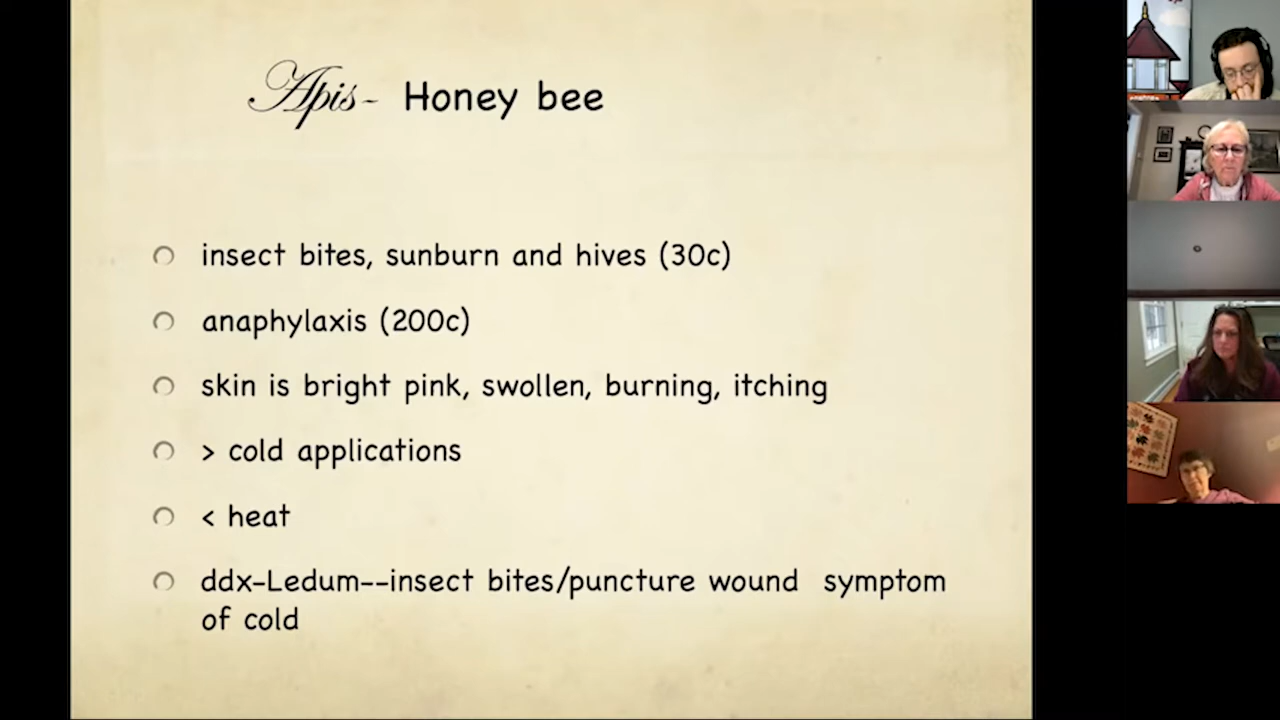 Apis- Honey bee
insect bites, sunburn and hives (30c)
anaphylaxis (200c)
skin is bright pink, swollen, burning, itching
> cold applications
< heat
ddx-Ledum--insect bites/puncture wound symptom
of cold